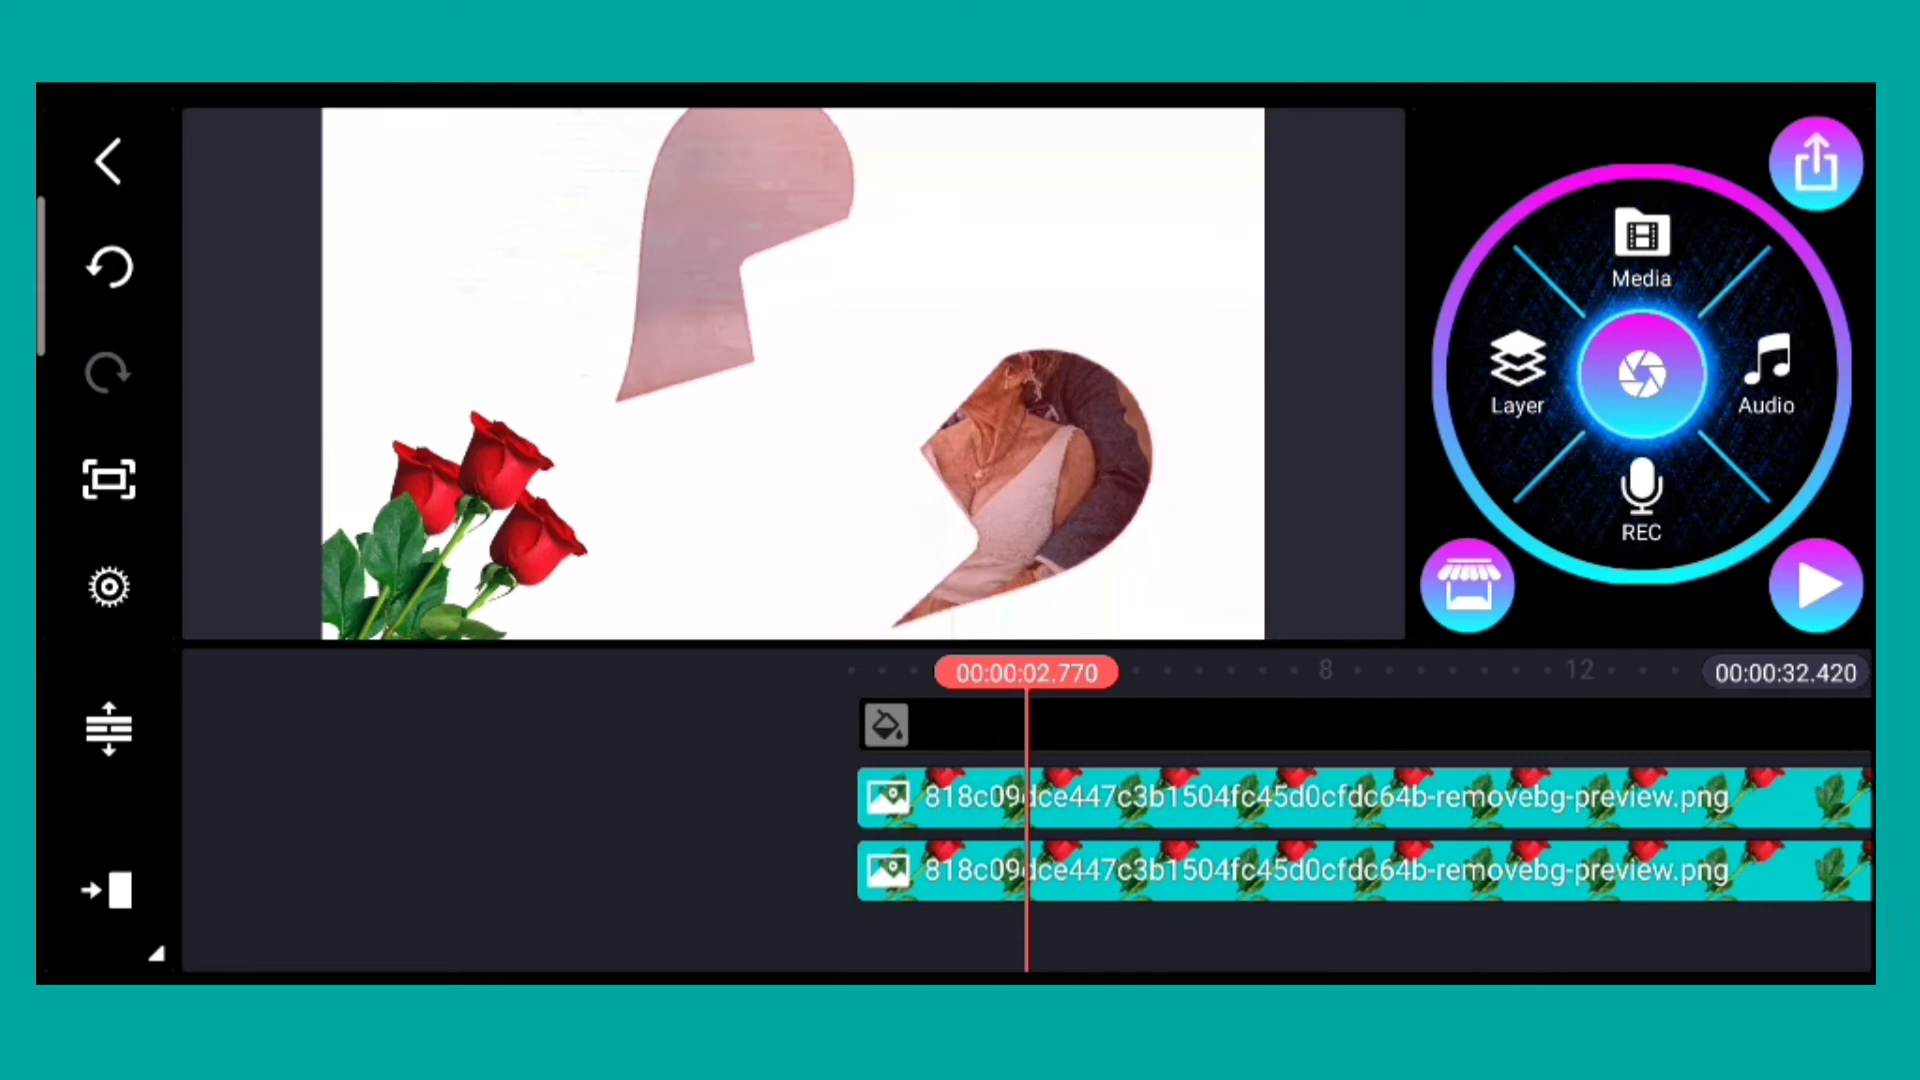 Media
Layer
Audio
REC
00:00:02.770
8
12
00:00:32.420
818c09dce447c3b1504fc45d0cfdc64b-removebg-preview.png
818c09dce447c3b1504fc45d0cfdc64b-removebg-preview.png